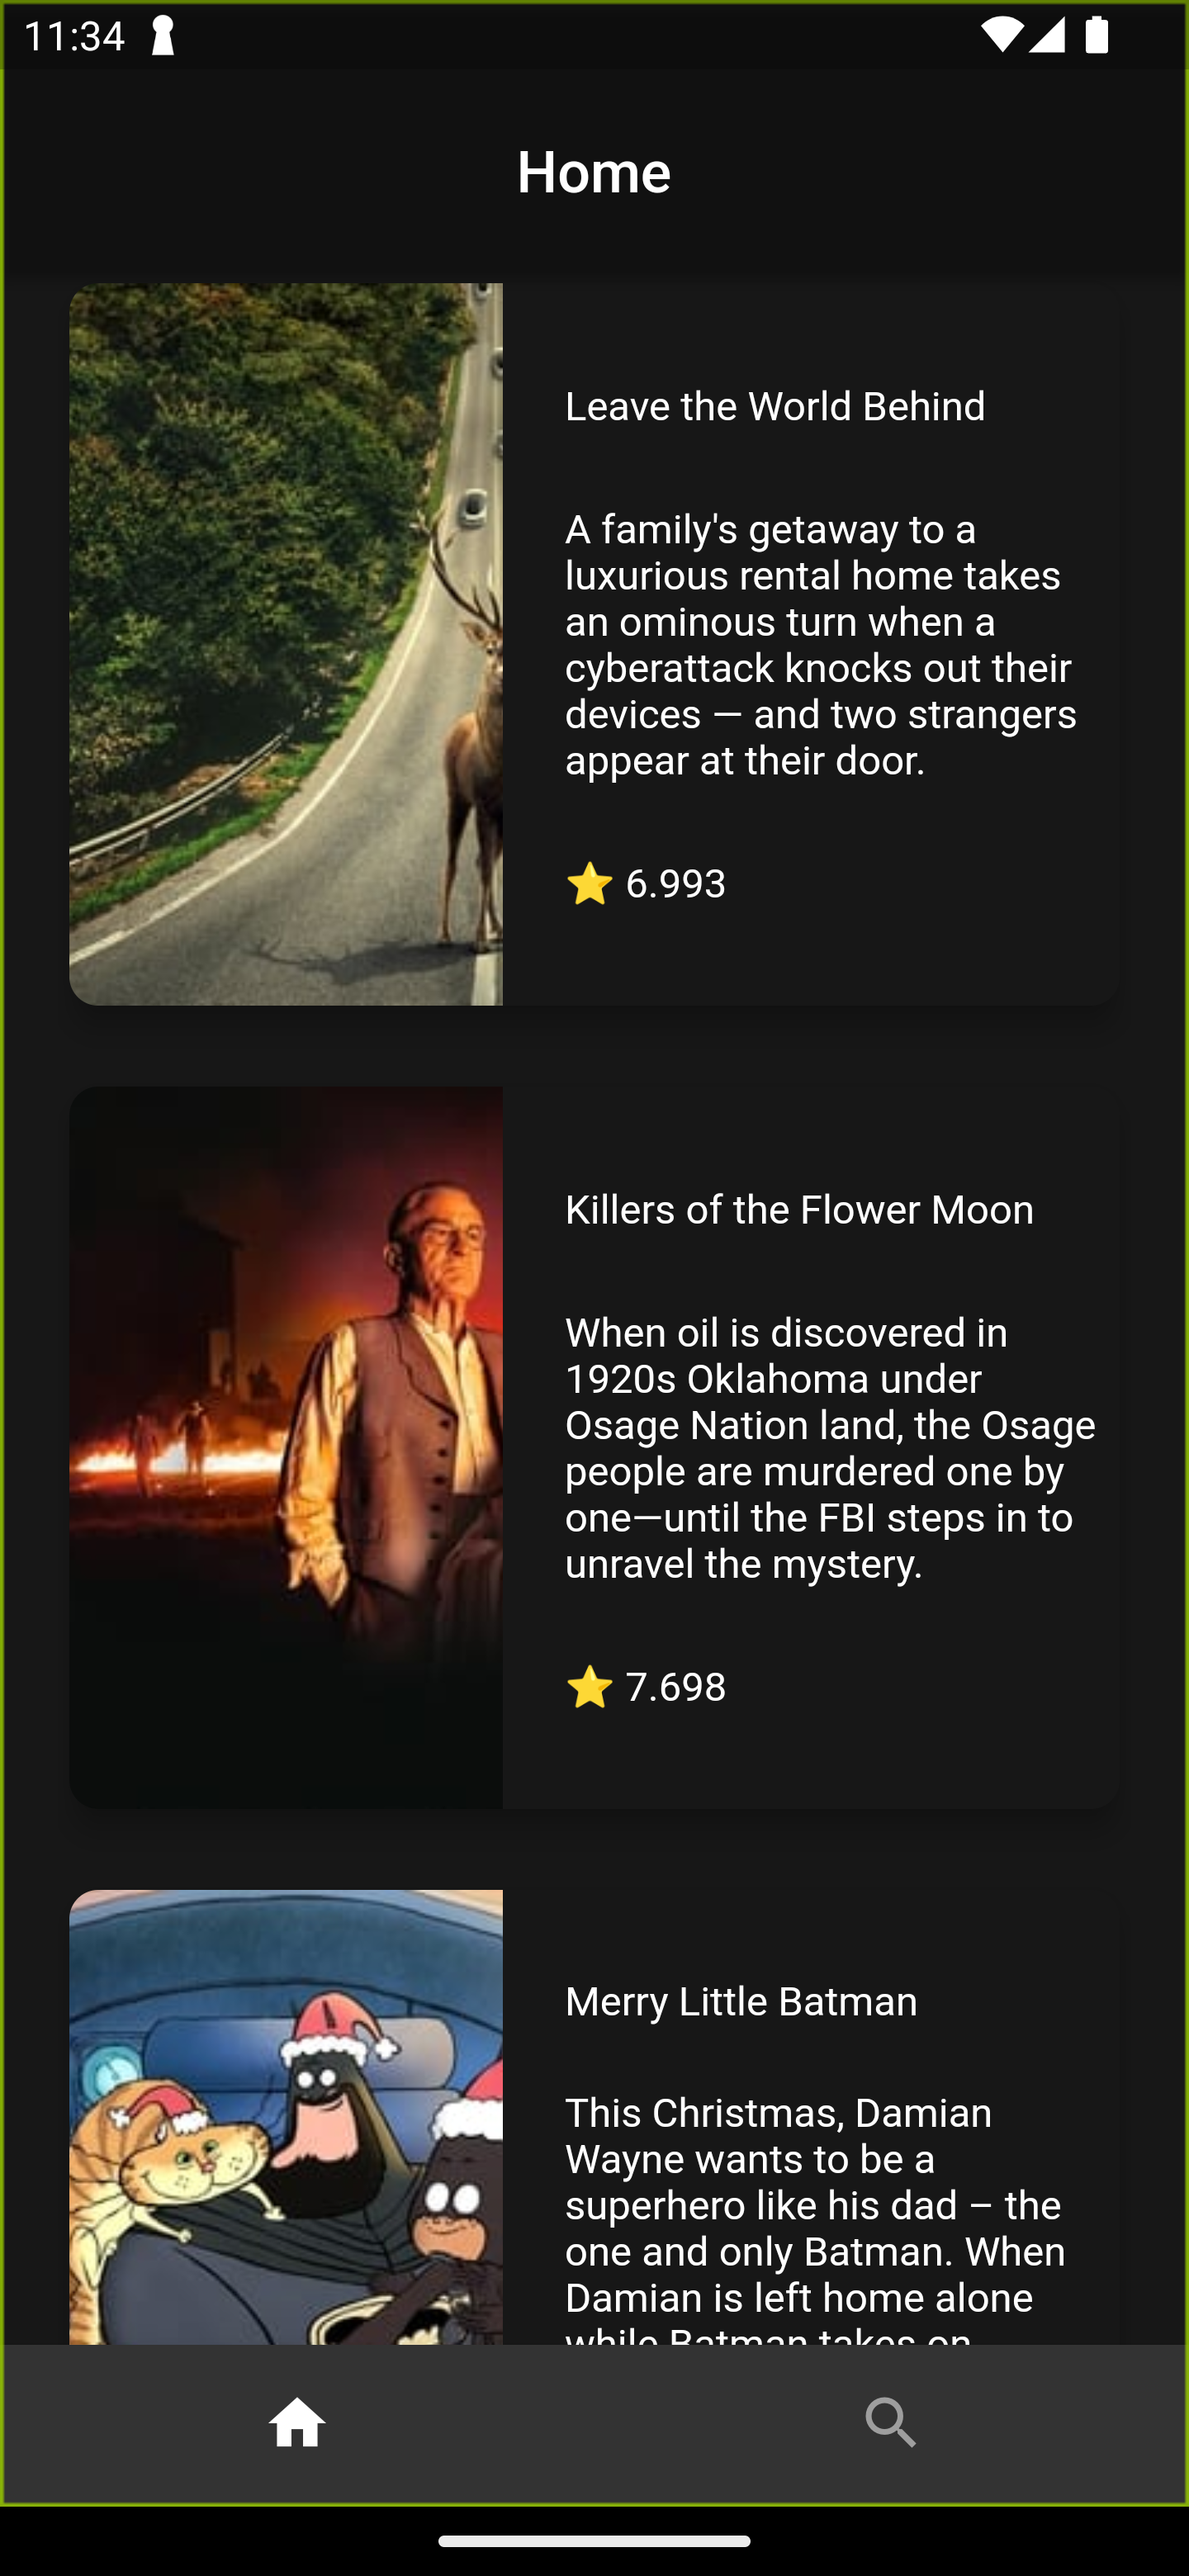 11:34
Home
Leave the World Behind
A family's getaway to a
luxurious rental home takes
an ominous turn when a
cyberattack knocks out their
devices — and two strangers
appear at their door.
⭐ 6.993
Killers of the Flower Moon
When oil is discovered in
1920s Oklahoma under
Osage Nation land, the Osage
people are murdered one by
one—until the FBI steps in to
unravel the mystery.
⭐ 7.698
Merry Little Batman
This Christmas, Damian
Wayne wants to be a
superhero like his dad – the
one and only Batman. When
Damian is left home alone
while Batman takes on